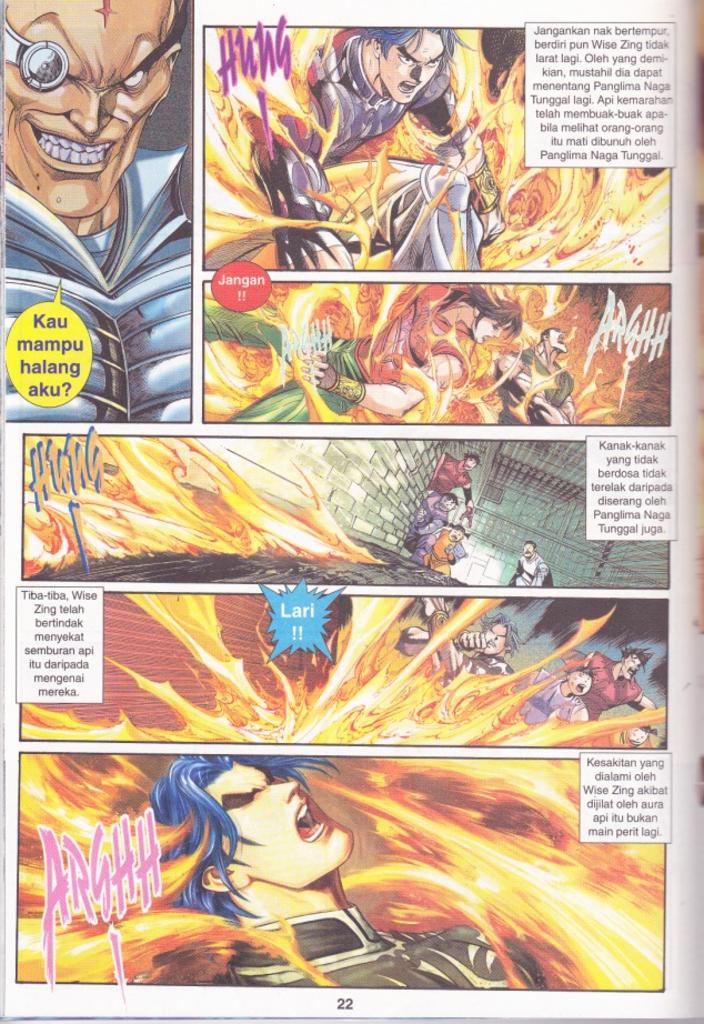 Kau
mampu
halang
aku?
HUNG
Jangankan nak bertempur,
berdiri pun Wise Zing tidak
larat lagi. Oleh yang demi-
kian, mustahil dia dapat
menentang Panglima Naga
Tunggal lagi. Api kemarahan
telah membuak-buak apa-
bila melihat orang-orang
itu mati dibunuh oleh
Panglima Naga Tunggal.
Jangan
!!
ARGHH
ARGHH
HUNG
Kanak-kanak
yang tidak
berdosa tidak
terelak daripada
diserang oleh
Panglima Naga
Tunggal juga.
Tiba-tiba, Wise
Zing telah
bertindak
menyekat
semburan api
itu daripada
mengenai
mereka.
Lari
!!
Kesakitan yang
dialami oleh
Wise Zing akibat
dijilat oleh aura
api itu bukan
main perit lagi.
ARGHH
22